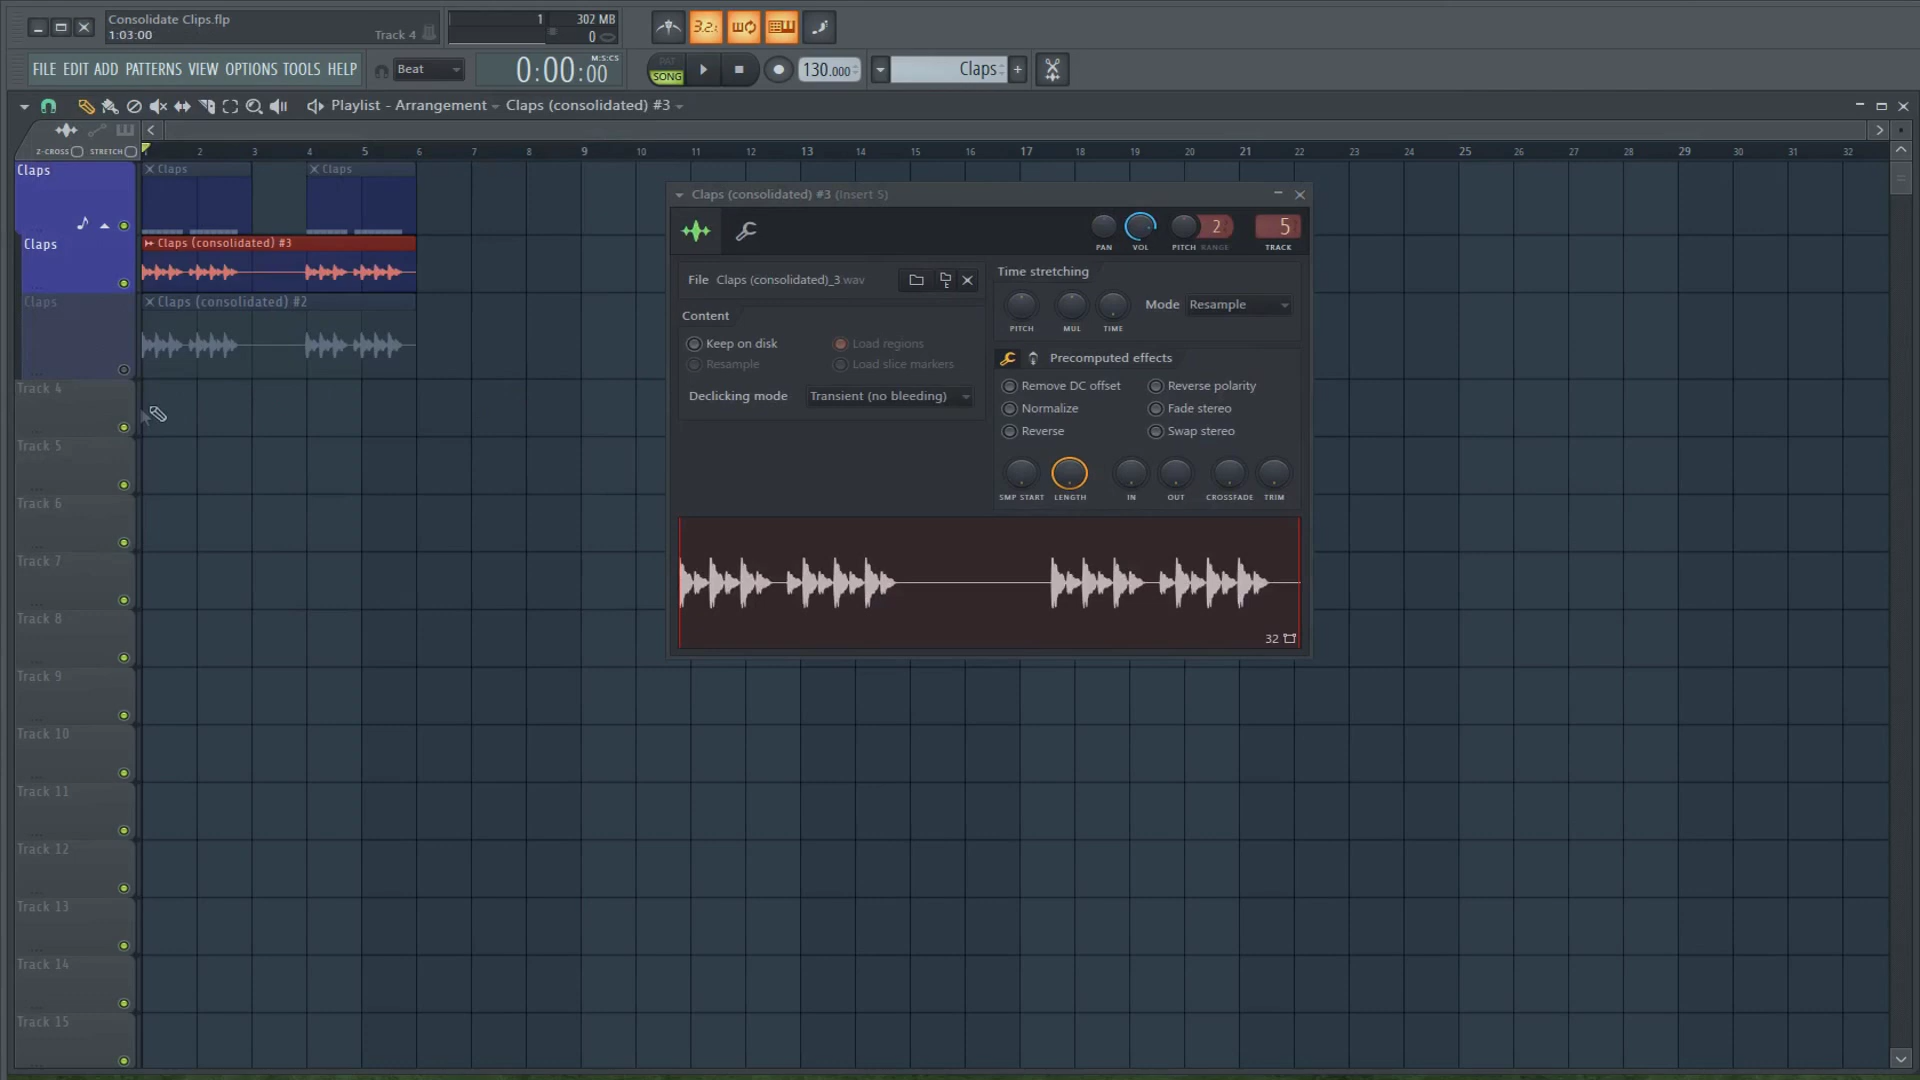 Consolidate Clips.flp
1:03:00
Track 4
1
302 MB
0
3.2.
FILE EDIT ADD PATTERNS VIEW OPTIONS TOOLS HELP
Beat
0:00:00
M:S:CS
PAT
SONG
130.000
Claps
+
Playlist - Arrangement
Claps (consolidated) #3
Z-CROSS
STRETCH
1 2 3 4 5 6 7 8 9 10 11 12 13 14 15 16 17 18 19 20 21 22 23 24 25 26 27 28 29 30 31 32
Claps
Claps
Claps
Claps
Claps (consolidated) #3
Claps
Claps (consolidated) #2
Track 4
Track 5
Track 6
Track 7
Track 8
Track 9
Track 10
Track 11
Track 12
Track 13
Track 14
Track 15
Claps (consolidated) #3 (Insert 5)
2
5
PAN
VOL
PITCH
RANGE
TRACK
File
Claps (consolidated)_3.wav
Content
Keep on disk
Load regions
Resample
Load slice markers
Declicking mode
Transient (no bleeding)
Time stretching
PITCH
MUL
TIME
Mode
Resample
Precomputed effects
Remove DC offset
Reverse polarity
Normalize
Fade stereo
Reverse
Swap stereo
SMP START
LENGTH
IN
OUT
CROSSFADE
TRIM
32